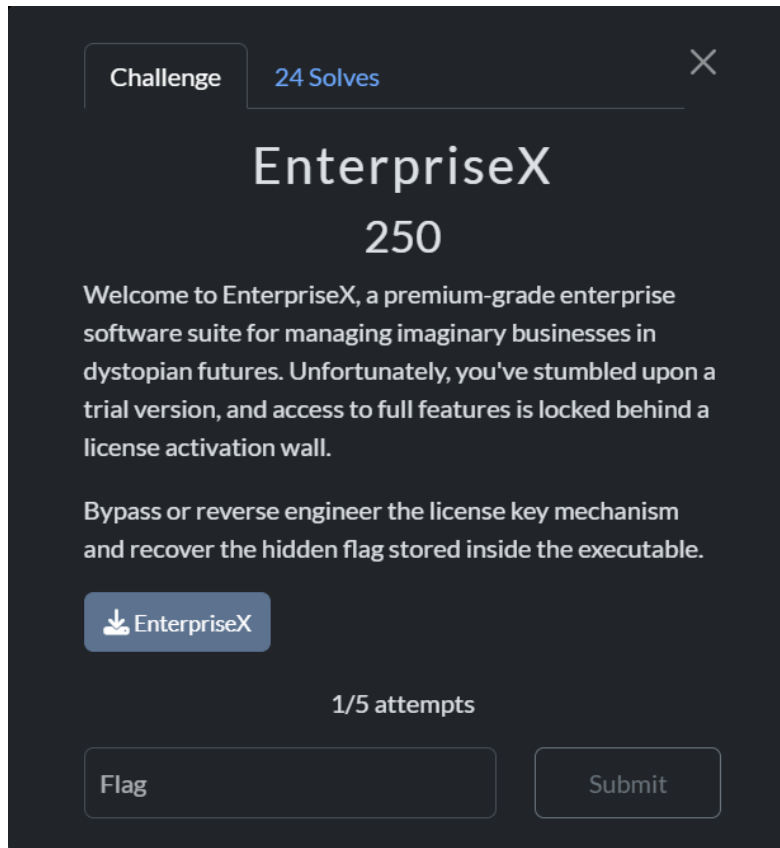 Challenge
24 Solves
EnterpriseX
250
Welcome to EnterpriseX, a premium-grade enterprise
software suite for managing imaginary businesses in
dystopian futures. Unfortunately, you've stumbled upon a
trial version, and access to full features is locked behind a
license activation wall.
Bypass or reverse engineer the license key mechanism
and recover the hidden flag stored inside the executable.
EnterpriseX
1/5 attempts
Flag
Submit